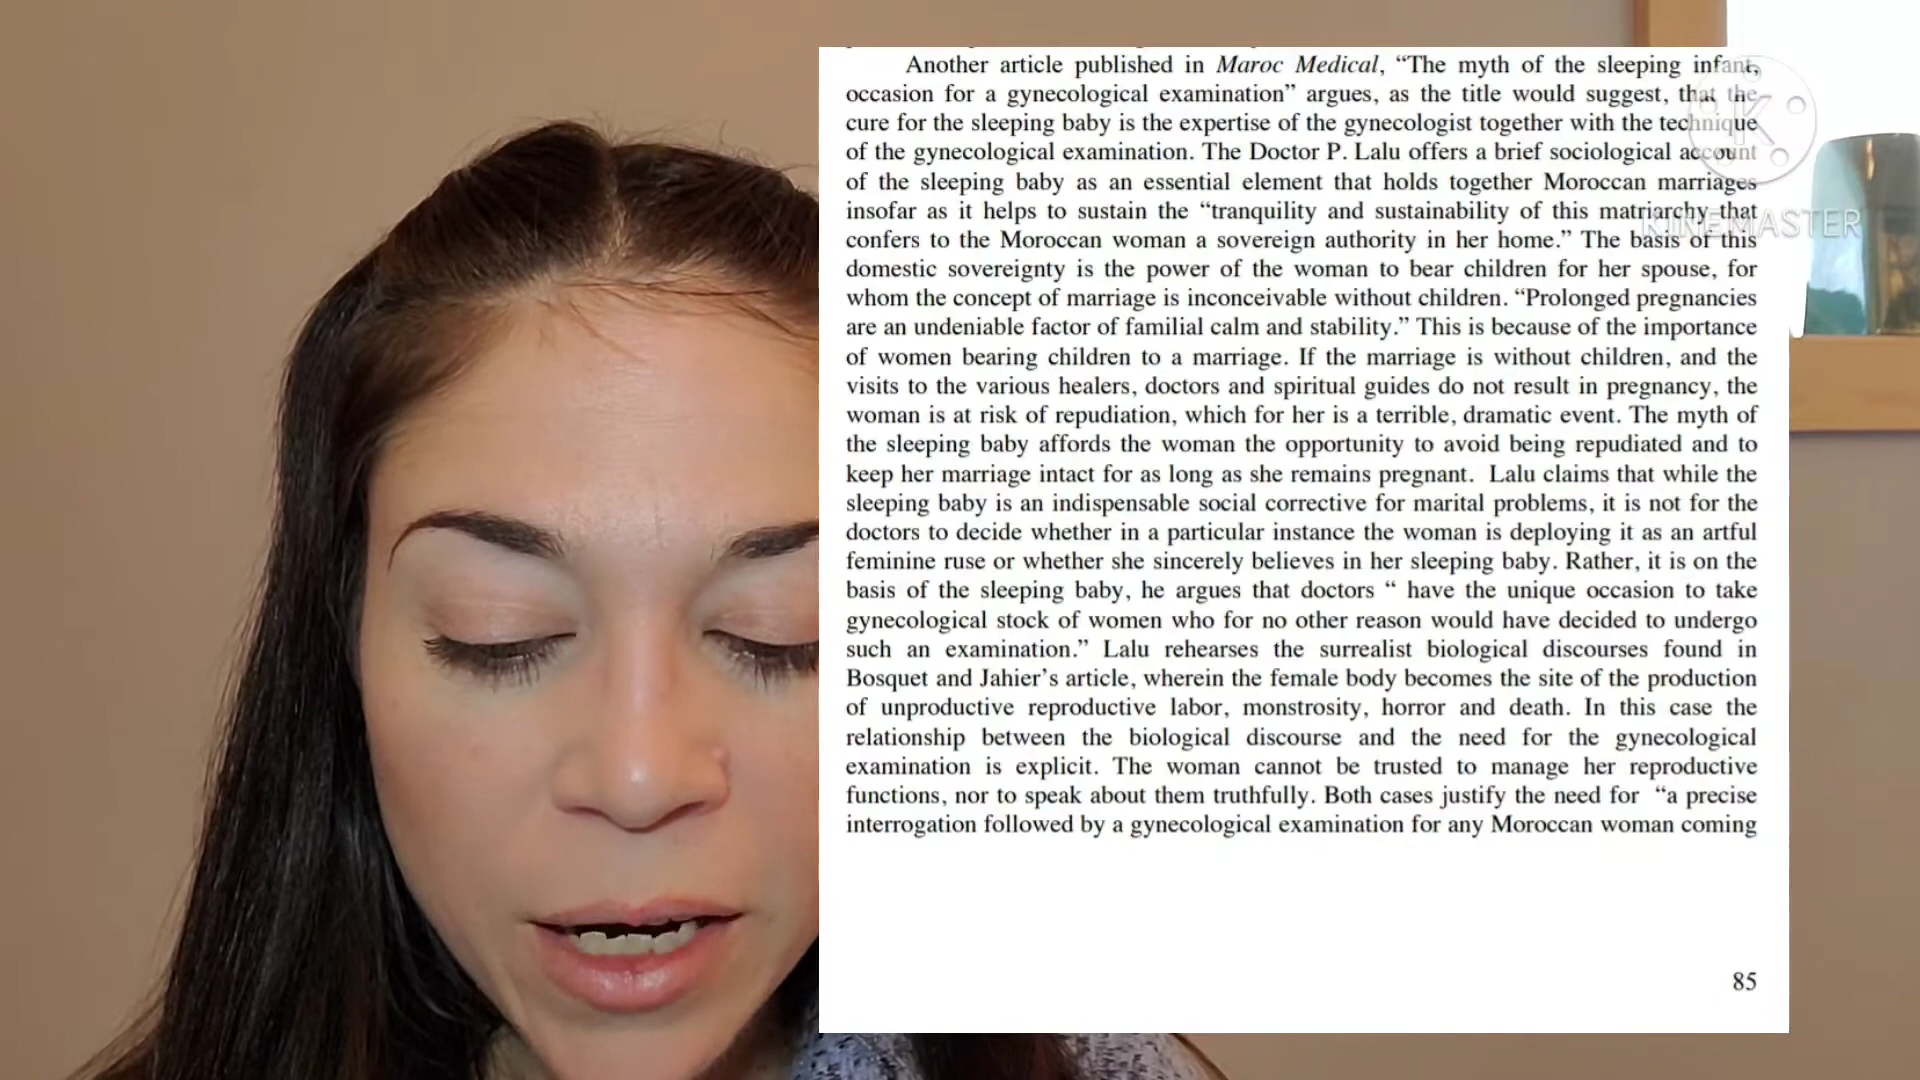 Another article published in Maroc Medical, “The myth of the sleeping infant,
occasion for a gynecological examination” argues, as the title would suggest, that the
cure for the sleeping baby is the expertise of the gynecologist together with the technique
of the gynecological examination. The Doctor P. Lalu offers a brief sociological account
of the sleeping baby as an essential element that holds together Moroccan marriages
insofar as it helps to sustain the “tranquility and sustainability of this matriarchy that
confers to the Moroccan woman a sovereign authority in her home.” The basis of this
domestic sovereignty is the power of the woman to bear children for her spouse, for
whom the concept of marriage is inconceivable without children. “Prolonged pregnancies
are an undeniable factor of familial calm and stability.” This is because of the importance
of women bearing children to a marriage. If the marriage is without children, and the
visits to the various healers, doctors and spiritual guides do not result in pregnancy, the
woman is at risk of repudiation, which for her is a terrible, dramatic event. The myth of
the sleeping baby affords the woman the opportunity to avoid being repudiated and to
keep her marriage intact for as long as she remains pregnant. Lalu claims that while the
sleeping baby is an indispensable social corrective for marital problems, it is not for the
doctors to decide whether in a particular instance the woman is deploying it as an artful
feminine ruse or whether she sincerely believes in her sleeping baby. Rather, it is on the
basis of the sleeping baby, he argues that doctors “ have the unique occasion to take
gynecological stock of women who for no other reason would have decided to undergo
such an examination.” Lalu rehearses the surrealist biological discourses found in
Bosquet and Jahier’s article, wherein the female body becomes the site of the production
of unproductive reproductive labor, monstrosity, horror and death. In this case the
relationship between the biological discourse and the need for the gynecological
examination is explicit. The woman cannot be trusted to manage her reproductive
functions, nor to speak about them truthfully. Both cases justify the need for “a precise
interrogation followed by a gynecological examination for any Moroccan woman coming
85
K
KINEMASTER